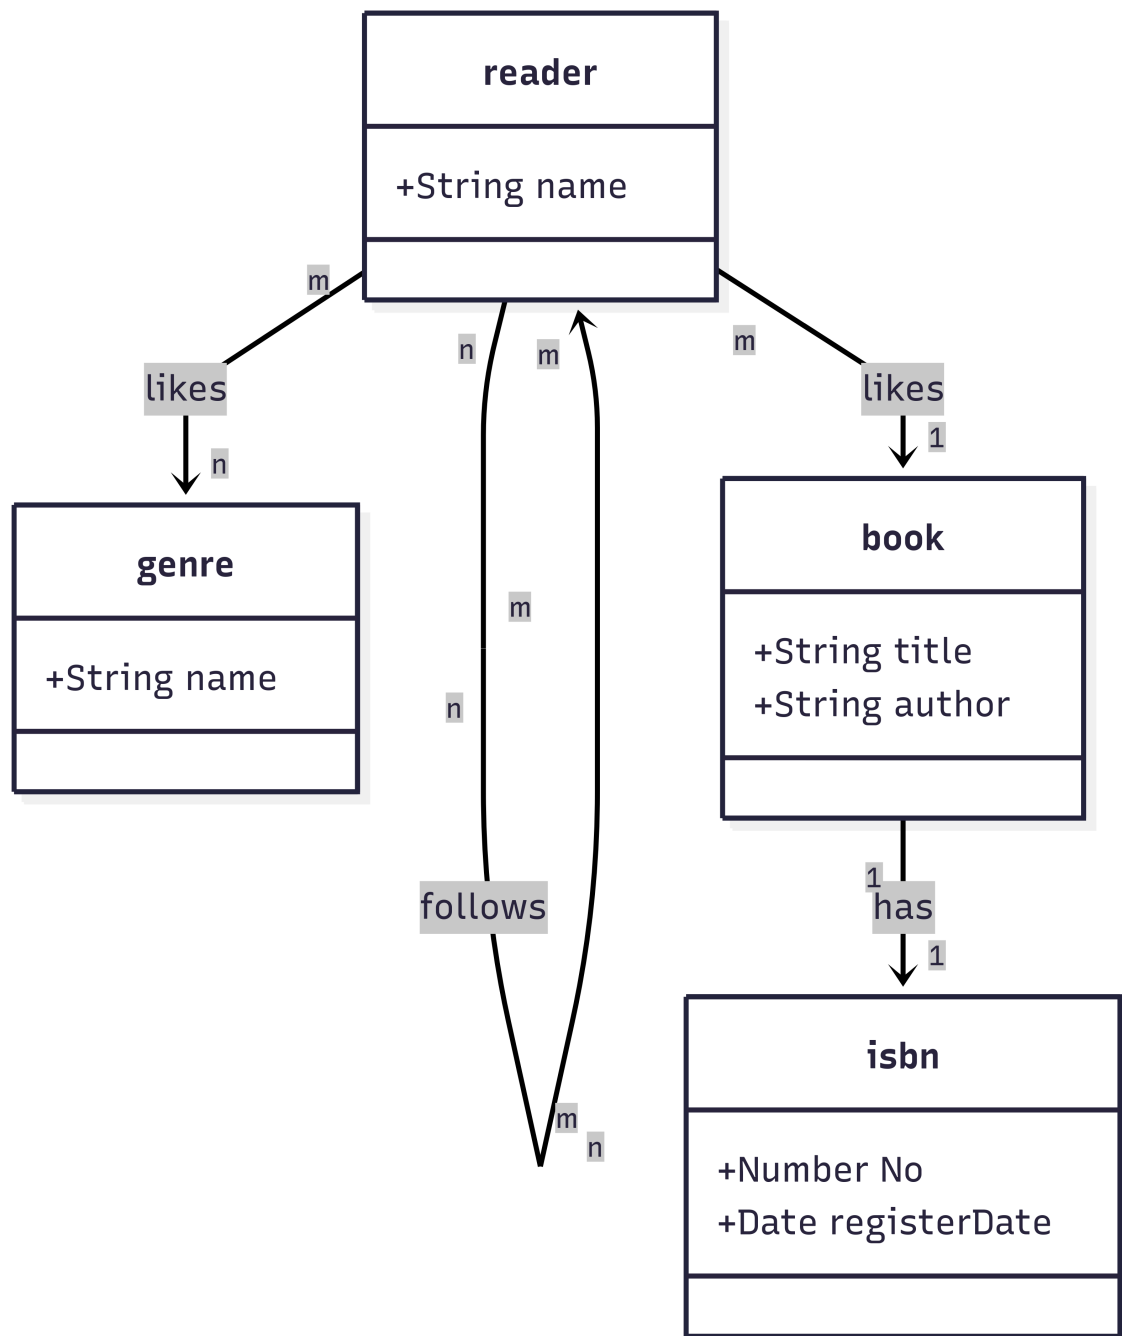 reader
+String name
m
n
m
m
likes
likes
1
n
genre
book
+String name
+String title
+String author
m
n
1
follows
has
1
isbn
m
n
+Number No
+Date registerDate